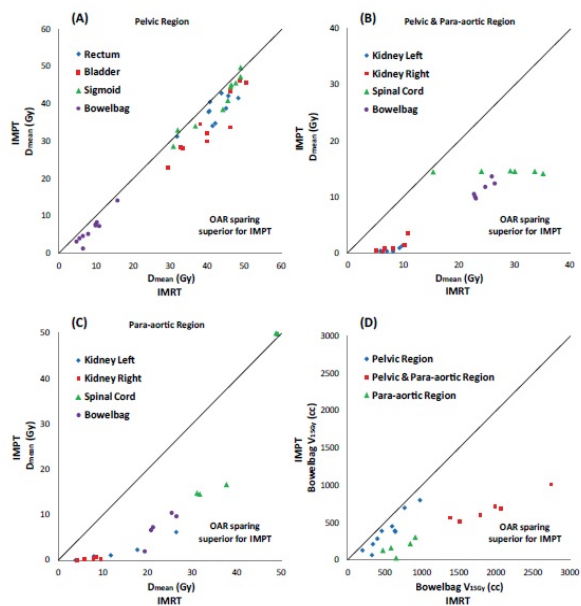 (A)
Pelvic Region
60
50
40
30
20
10
0
0 10 20 30 40 50 60
IMPT
Dmean (Gy)
Rectum
Bladder
Sigmoid
Bowelbag
OAR sparing
superior for IMPT
Dmean (Gy)
IMRT
(B)
Pelvic & Para-aortic Region
40
30
20
10
0
0 10 20 30 40
IMPT
Dmean (Gy)
Kidney Left
Kidney Right
Spinal Cord
Bowelbag
OAR sparing
superior for IMPT
Dmean (Gy)
IMRT
(C)
Para-aortic Region
50
40
30
20
10
0
0 10 20 30 40 50
IMPT
Dmean (Gy)
Kidney Left
Kidney Right
Spinal Cord
Bowelbag
OAR sparing
superior for IMPT
Dmean (Gy)
IMRT
(D)
3000
2500
2000
1500
1000
500
0
0 500 1000 1500 2000 2500 3000
IMPT
Bowelbag V15Gy (cc)
Pelvic Region
Pelvic & Para-aortic Region
Para-aortic Region
OAR sparing
superior for IMPT
Bowelbag V15Gy (cc)
IMRT